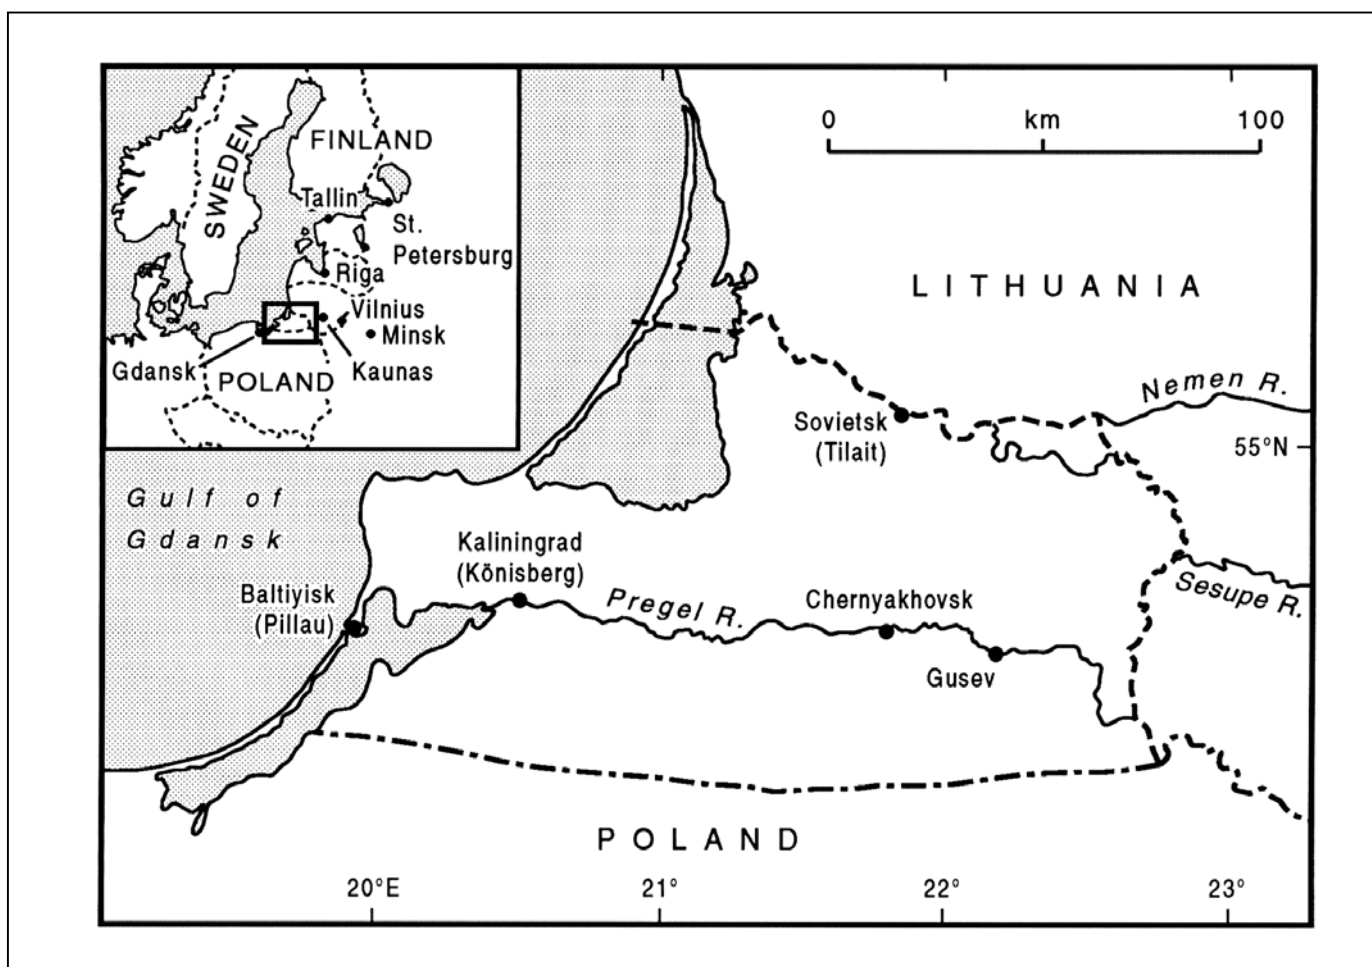 FINLAND
SWEDEN
Tallin
St.
Petersburg
Riga
Vilnius
Minsk
Gdansk
Kaunas
POLAND
0 km 100
LITHUANIA
Nemen R.
Sovietsk
(Tilait)
55°N
Gulf of
Gdansk
Kaliningrad
(Könisberg)
Baltiyisk
(Pillau)
Pregel R.
Chernyakhovsk
Sesupe R.
Gusev
POLAND
20°E 21° 22° 23°